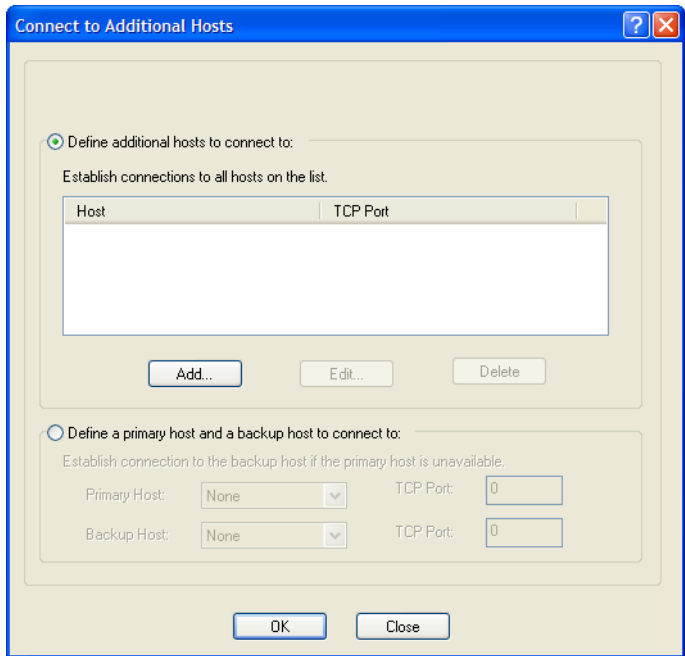 Connect to Additional Hosts
Define additional hosts to connect to:
Establish connections to all hosts on the list.
Host TCP Port
Add... Edit... Delete
Define a primary host and a backup host to connect to:
Establish connection to the backup host if the primary host is unavailable.
Primary Host: None TCP Port: 0
Backup Host: None TCP Port: 0
OK Close